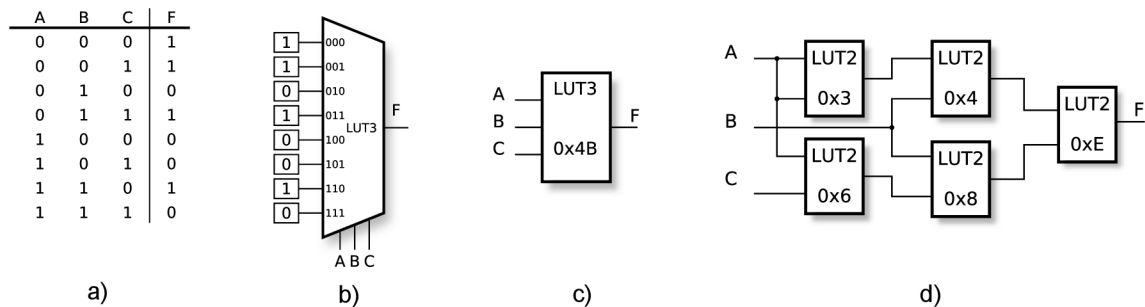 A B C F
0 0 0 1
0 0 1 1
0 1 0 0
0 1 1 1
1 0 0 0
1 0 1 0
1 1 0 1
1 1 1 0
a)
1 000
1 001
0 010
1 011
0 100
0 101
1 110
0 111
LUT3
F
A B C
b)
A
B
C
LUT3
0x4B
F
c)
A
B
C
LUT2
0x3
LUT2
0x6
LUT2
0x4
LUT2
0x8
LUT2
0xE
F
d)